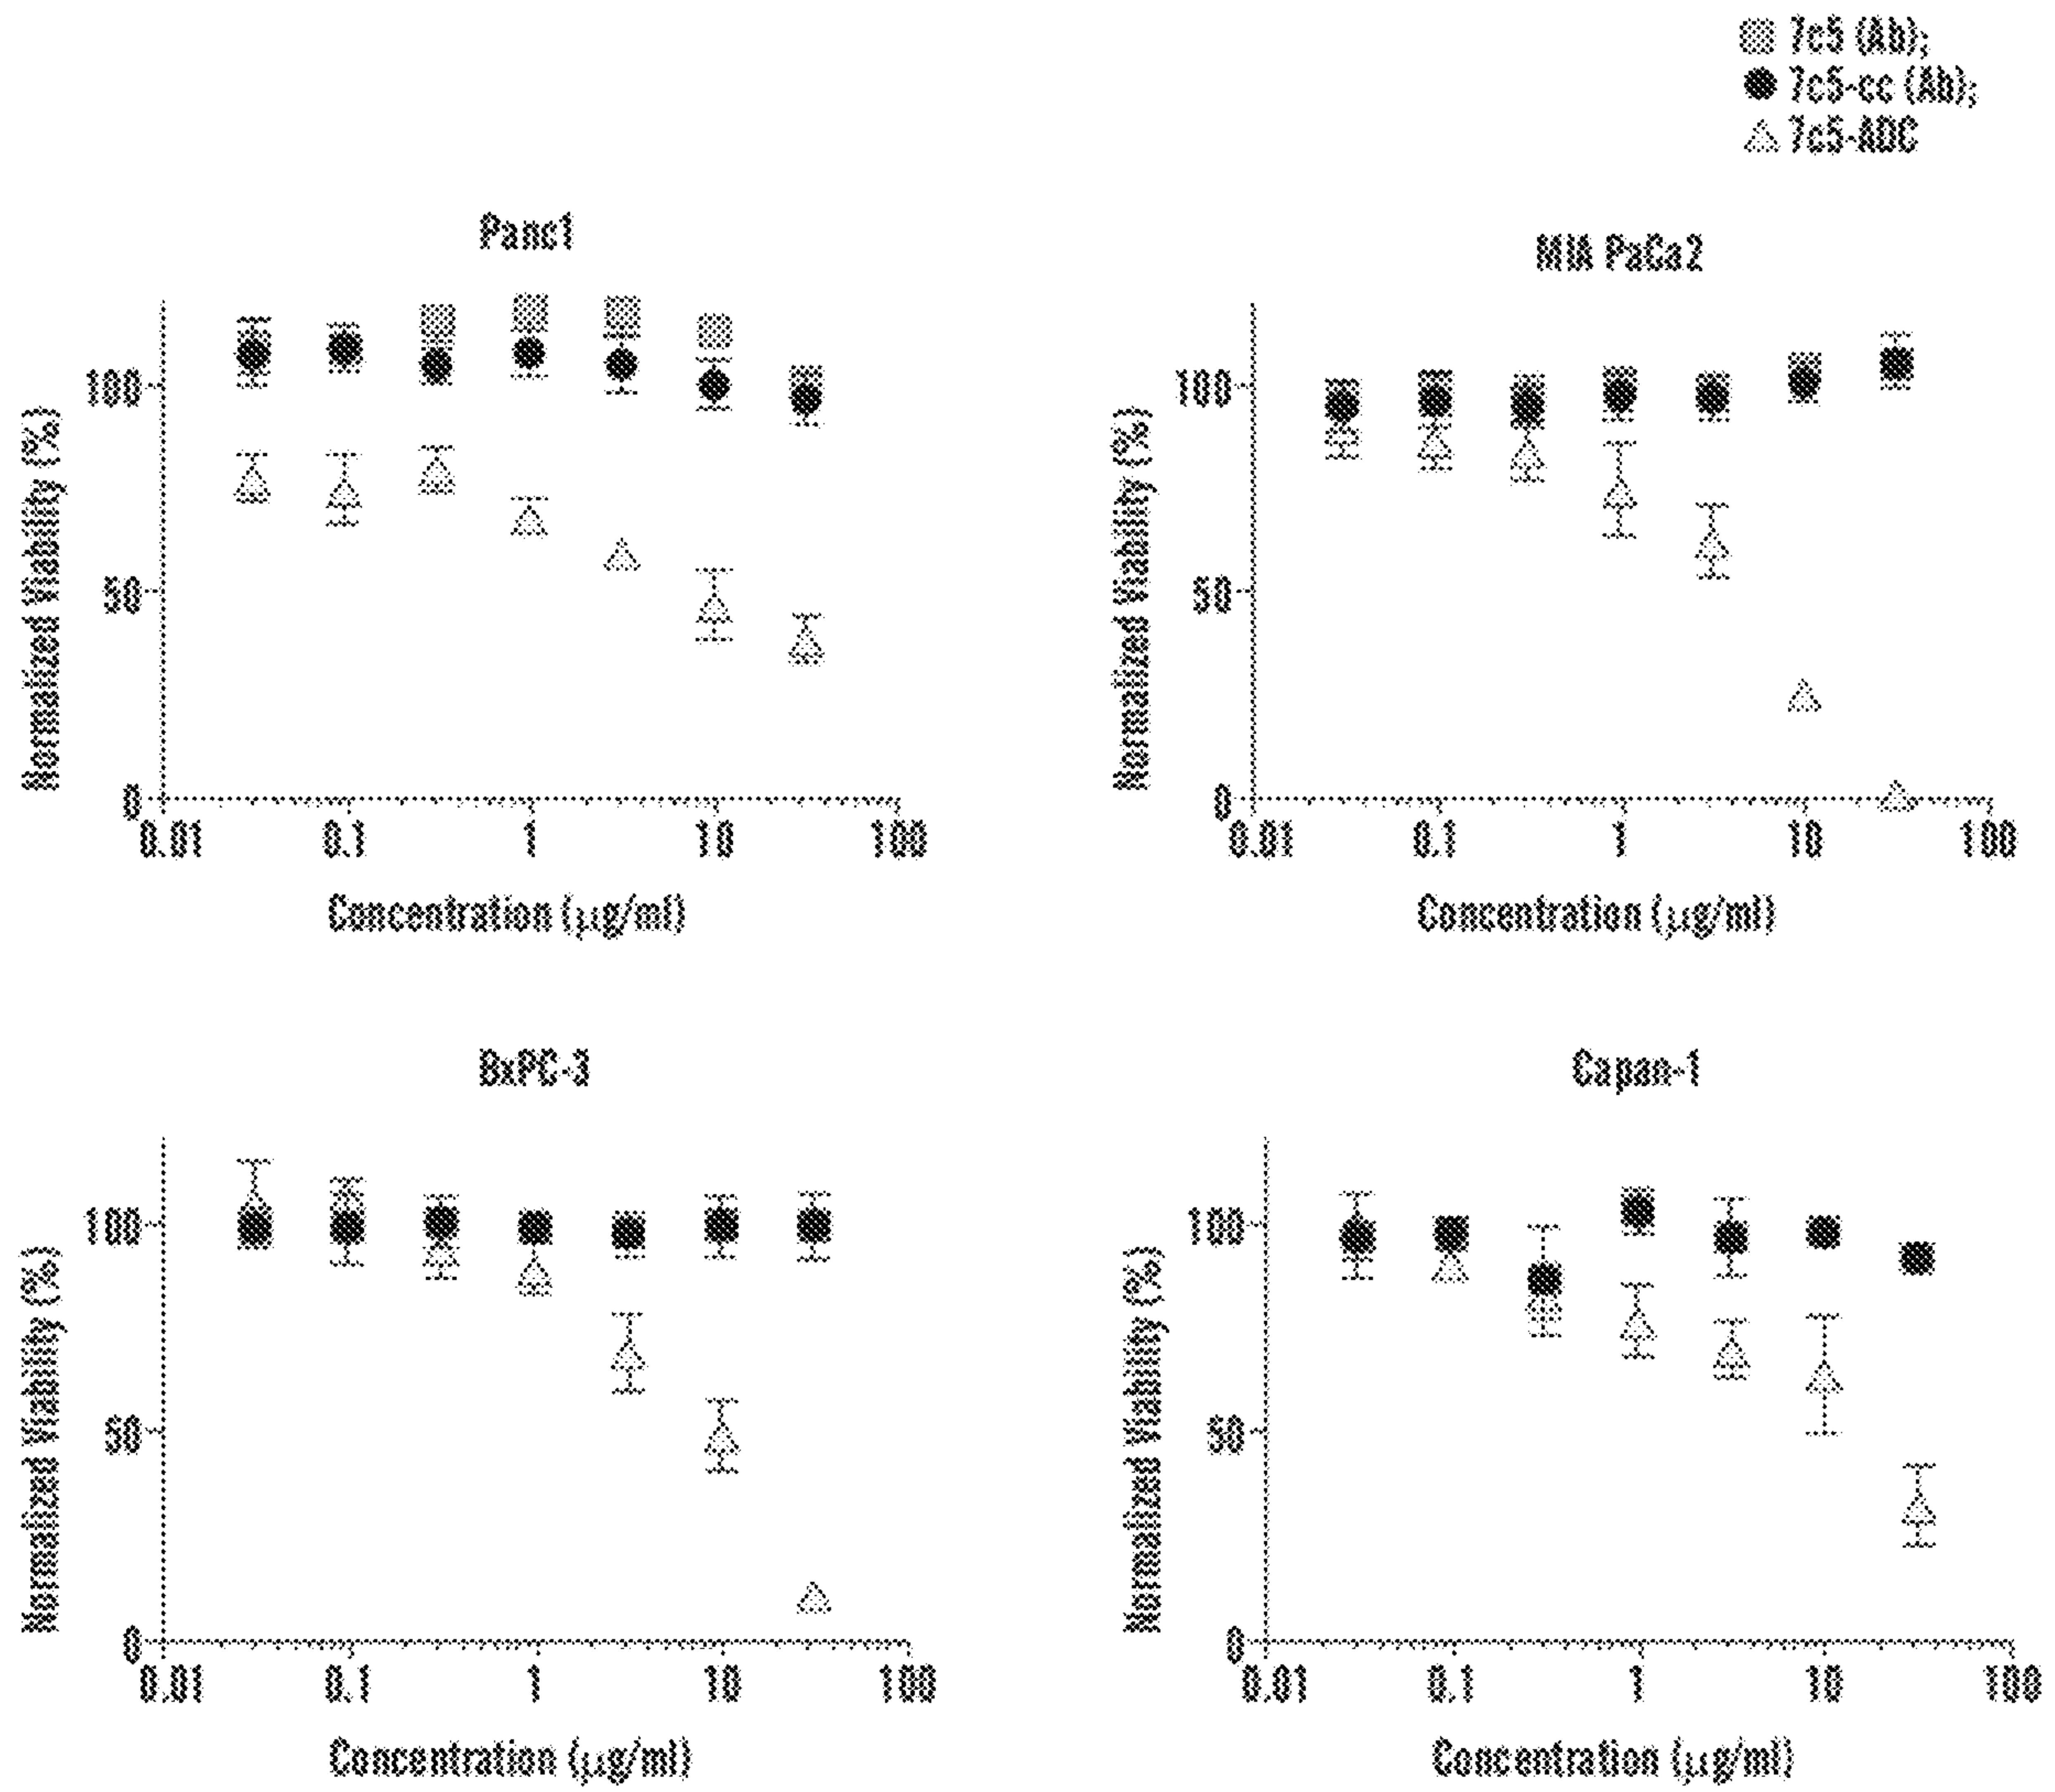 7c5 (Ab);
7c5-cc (Ab);
7c5-ADC
Panc1
Normalized Viability (%)
100
50
0
0.01 0.1 1 10 100
Concentration (μg/ml)
MIA PaCa2
Normalized Viability (%)
100
50
0
0.01 0.1 1 10 100
Concentration (μg/ml)
BxPC-3
Normalized Viability (%)
100
50
0
0.01 0.1 1 10 100
Concentration (μg/ml)
Capan-1
Normalized Viability (%)
100
50
0
0.01 0.1 1 10 100
Concentration (μg/ml)